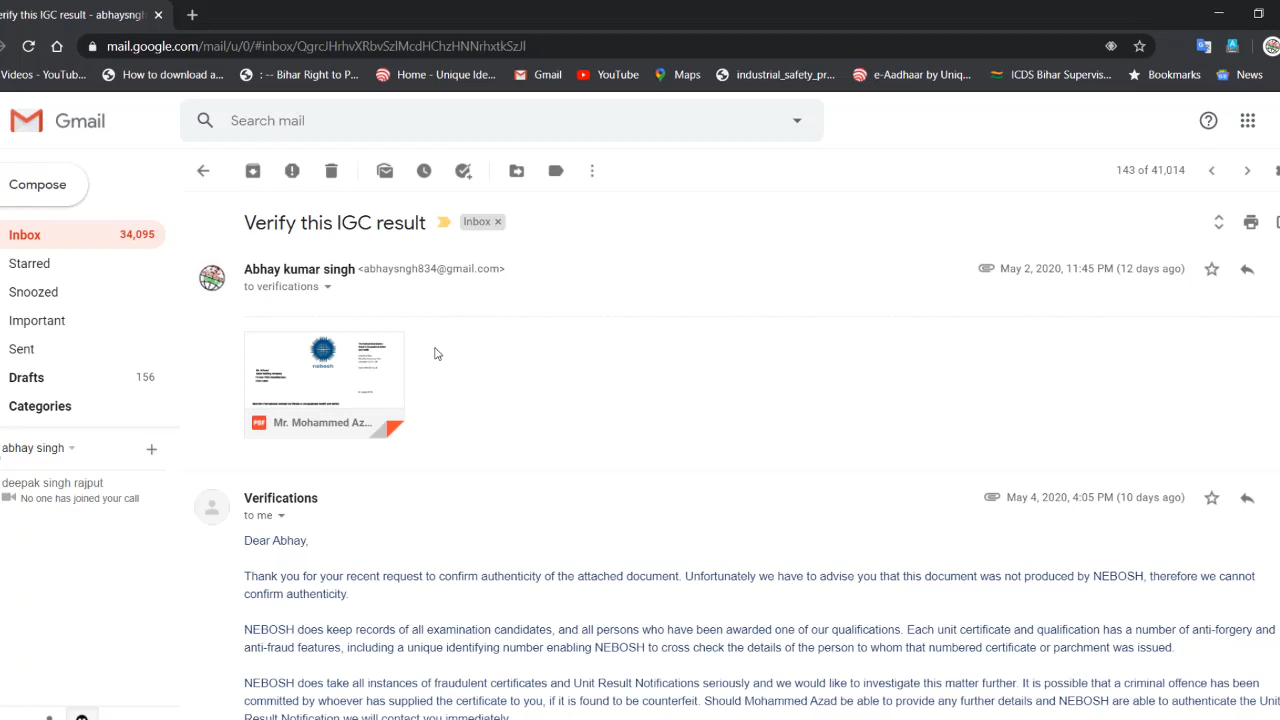 erify this IGC result - abhaysngh
mail.google.com/mail/u/0/#inbox/QgrcJHrhvXRbvSzlMcdHChzHNNrhxtkSzJl
Videos - YouTub...
How to download a...
: -- Bihar Right to P...
Home - Unique Ide...
Gmail
YouTube
Maps
industrial_safety_pr...
e-Aadhaar by Uniq...
ICDS Bihar Supervis...
Bookmarks
News
Gmail
Search mail
Compose
143 of 41,014
Inbox 34,095
Starred
Snoozed
Important
Sent
Drafts 156
Categories
abhay singh
deepak singh rajput
No one has joined your call
Verify this IGC result
Inbox x
Abhay kumar singh <abhaysngh834@gmail.com>
May 2, 2020, 11:45 PM (12 days ago)
to verifications
nebosh
PDF Mr. Mohammed Az...
Verifications
May 4, 2020, 4:05 PM (10 days ago)
to me
Dear Abhay,
Thank you for your recent request to confirm authenticity of the attached document. Unfortunately we have to advise you that this document was not produced by NEBOSH, therefore we cannot
confirm authenticity.
NEBOSH does keep records of all examination candidates, and all persons who have been awarded one of our qualifications. Each unit certificate and qualification has a number of anti-forgery and
anti-fraud features, including a unique identifying number enabling NEBOSH to cross check the details of the person to whom that numbered certificate or parchment was issued.
NEBOSH does take all instances of fraudulent certificates and Unit Result Notifications seriously and we would like to investigate this matter further. It is possible that a criminal offence has been
committed by whoever has supplied the certificate to you, if it is found to be counterfeit. Should Mohammed Azad be able to provide any further details and NEBOSH are able to authenticate the Uni
Result Notification we will contact you immediately.